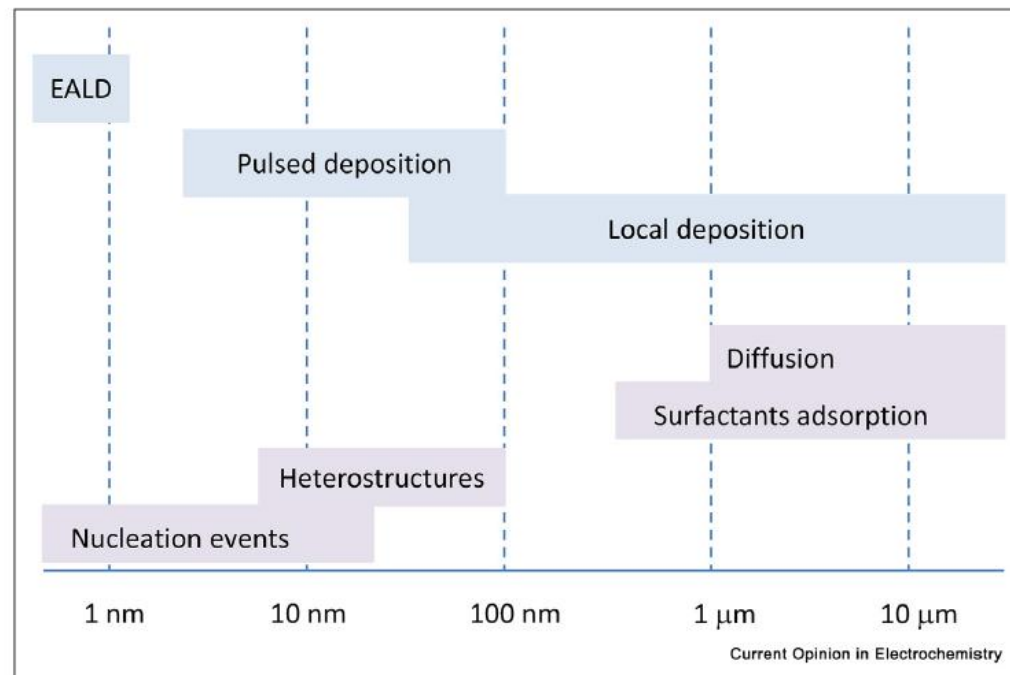 EALD
Pulsed deposition
Local deposition
Diffusion
Surfactants adsorption
Heterostructures
Nucleation events
1 nm 10 nm 100 nm 1 μm 10 μm
Current Opinion in Electrochemistry